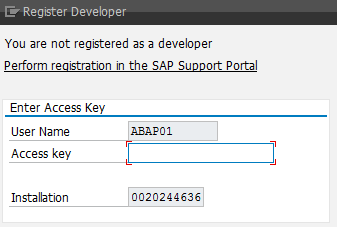 Register Developer
You are not registered as a developer
Perform registration in the SAP Support Portal
Enter Access Key
User Name ABAP01
Access key
Installation 0020244636